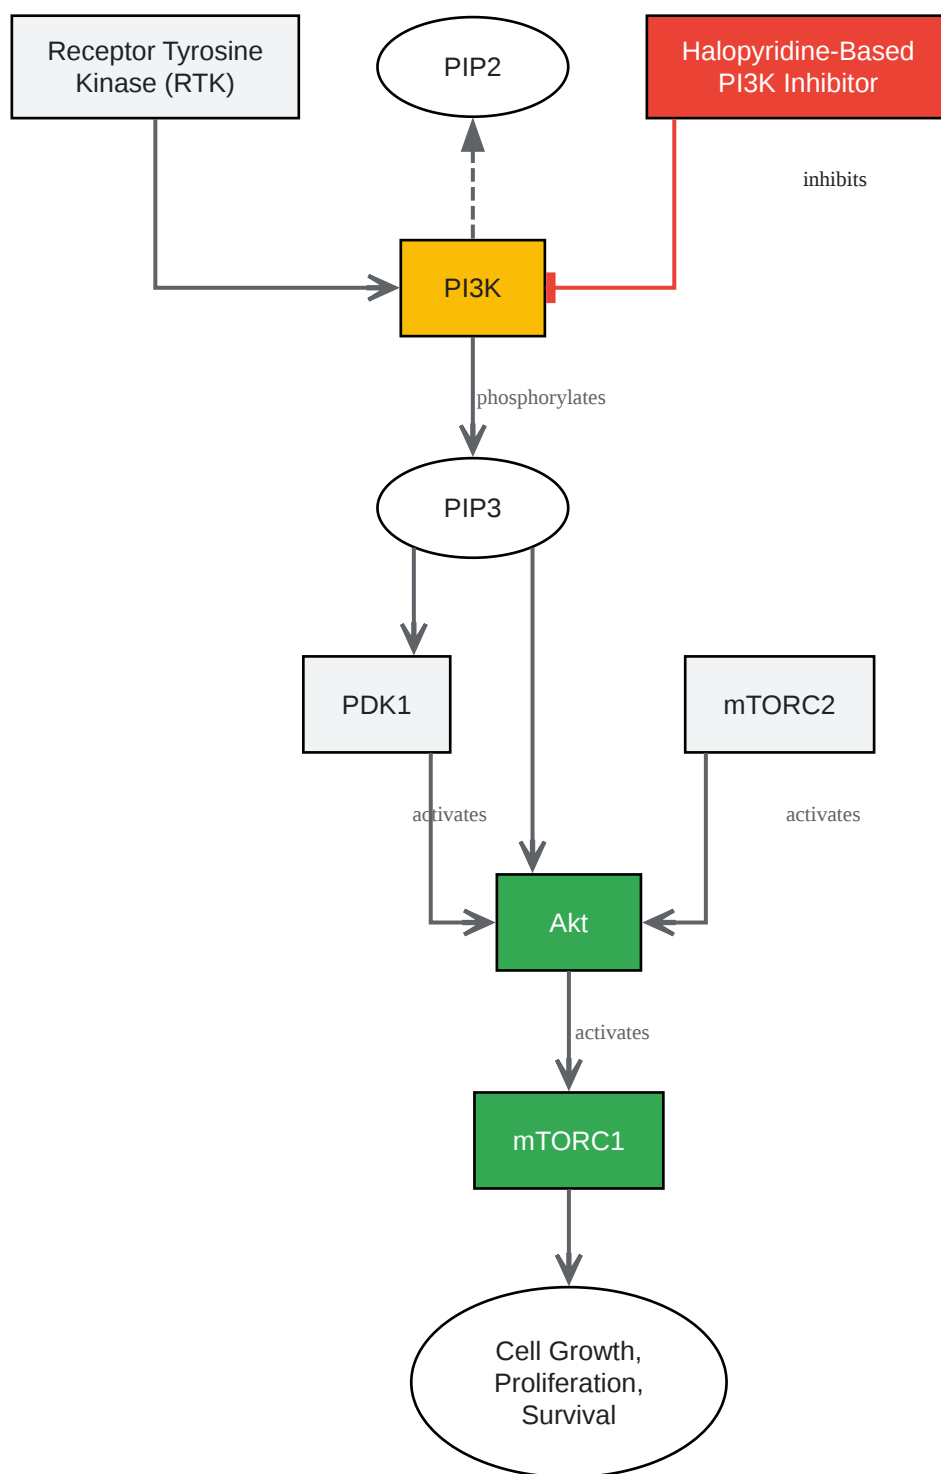 Receptor Tyrosine
Kinase (RTK)
PIP2
Halopyridine-Based
PI3K Inhibitor
inhibits
PI3K
phosphorylates
PIP3
PDK1
mTORC2
activates
activates
Akt
activates
mTORC1
Cell Growth,
Proliferation,
Survival